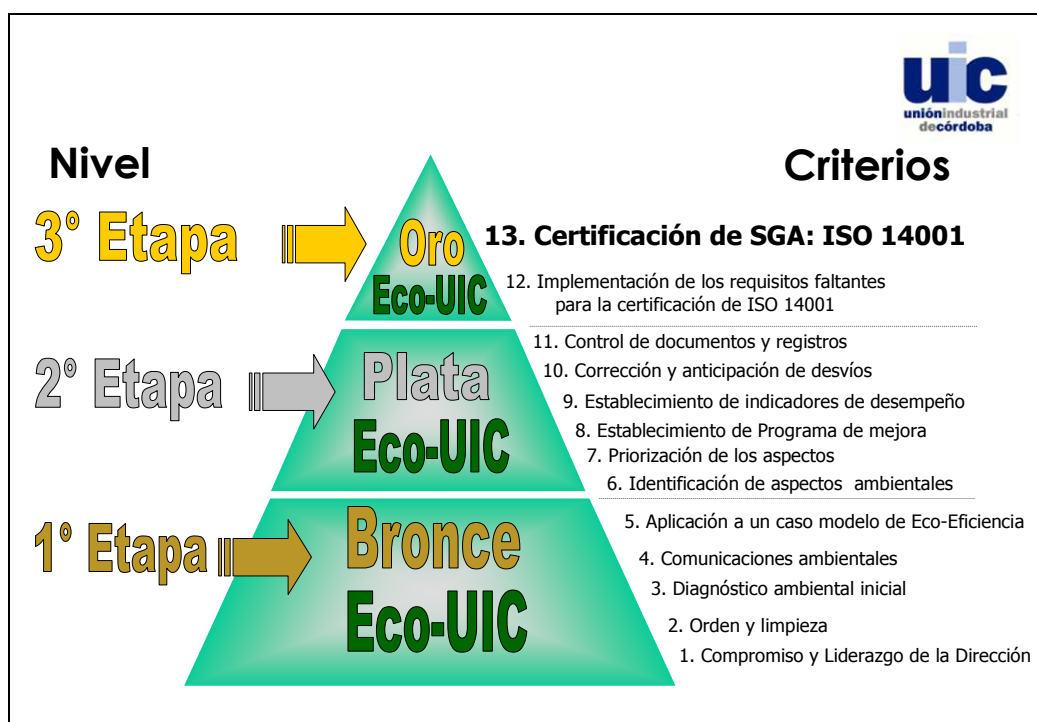 uic
uniónindustrial
decórdoba
Nivel
Criterios
3° Etapa
Oro
Eco-UIC
13. Certificación de SGA: ISO 14001
12. Implementación de los requisitos faltantes
para la certificación de ISO 14001
2° Etapa
Plata
Eco-UIC
11. Control de documentos y registros
10. Corrección y anticipación de desvíos
9. Establecimiento de indicadores de desempeño
8. Establecimiento de Programa de mejora
7. Priorización de los aspectos
6. Identificación de aspectos ambientales
1° Etapa
Bronce
Eco-UIC
5. Aplicación a un caso modelo de Eco-Eficiencia
4. Comunicaciones ambientales
3. Diagnóstico ambiental inicial
2. Orden y limpieza
1. Compromiso y Liderazgo de la Dirección